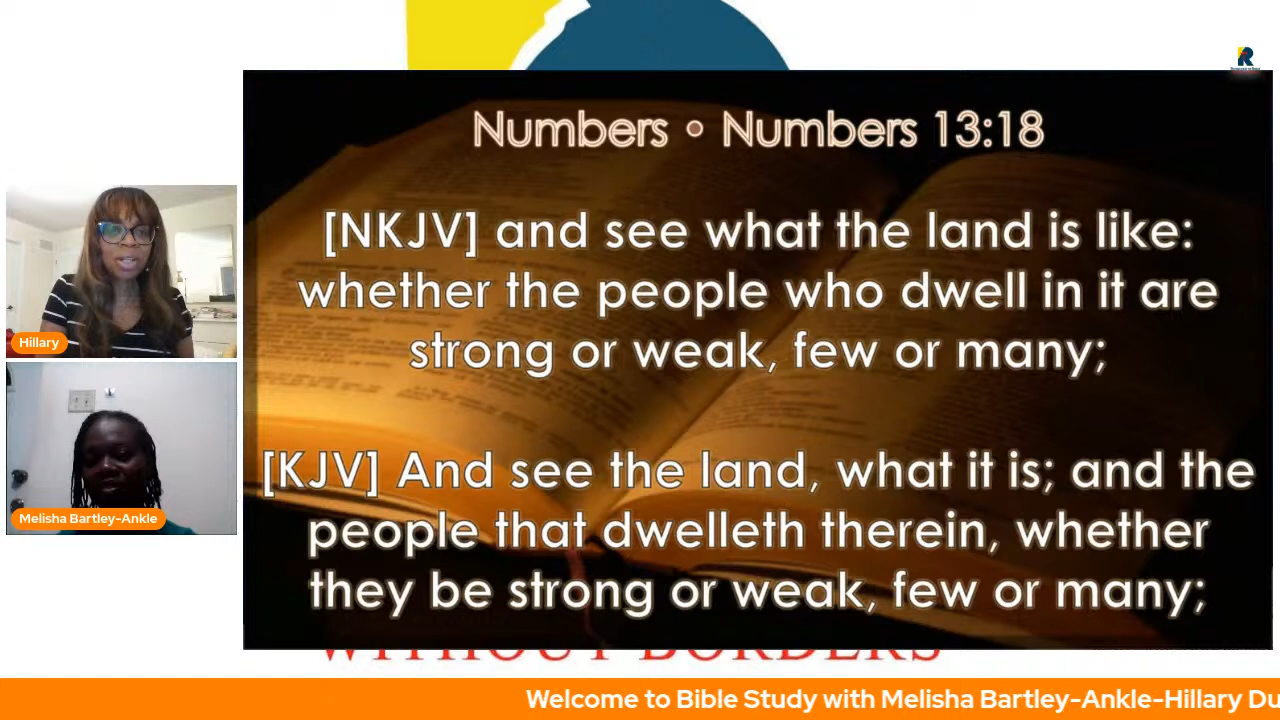 Numbers • Numbers 13:18
[NKJV] and see what the land is like:
whether the people who dwell in it are
strong or weak, few or many;
[KJV] And see the land, what it is; and the
people that dwelleth therein, whether
they be strong or weak, few or many;
Hillary
Melisha Bartley-Ankle
WITHOUT BORDERS
Welcome to Bible Study with Melisha Bartley-Ankle-Hillary Du